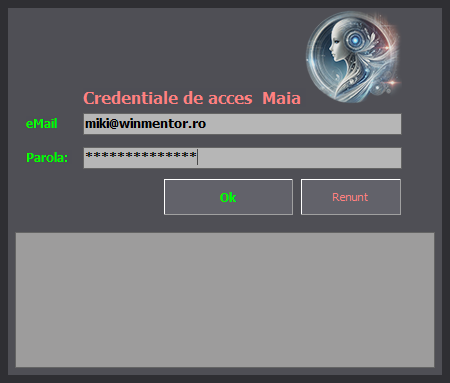 Credentiale de acces  Maia
eMail
miki@winmentor.ro
Parola:
**************
Ok
Renunt